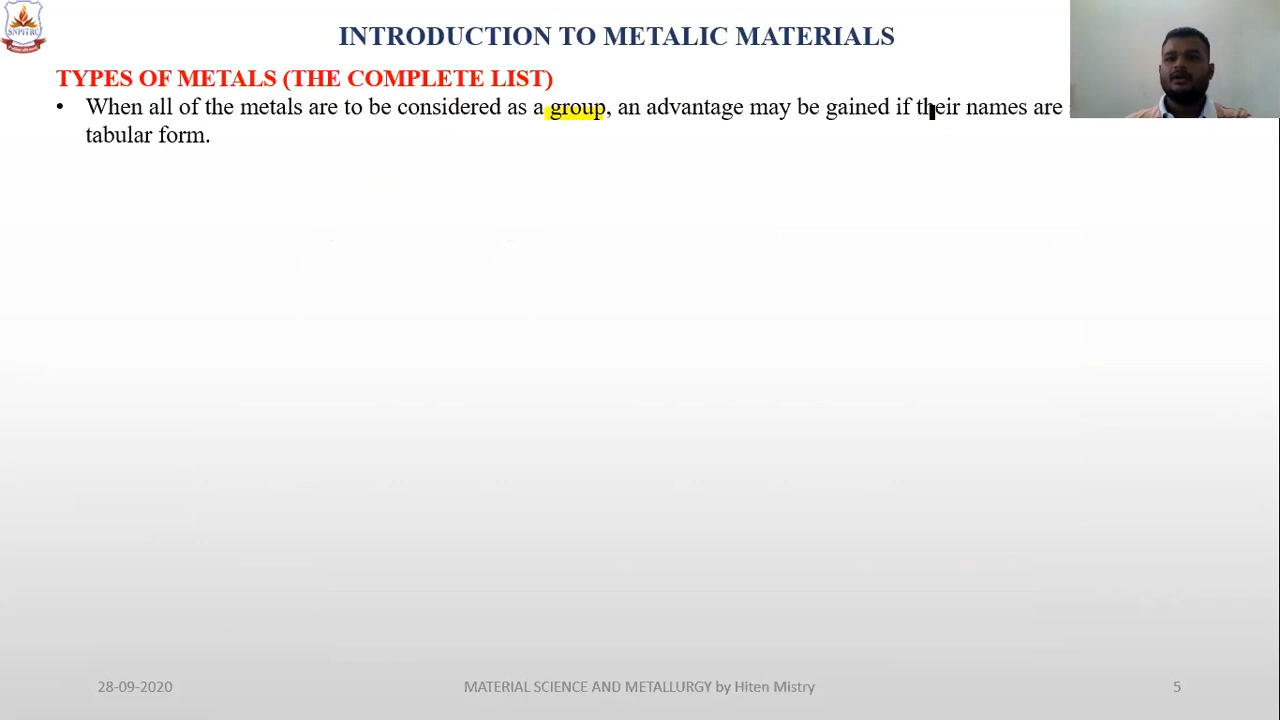 SNPITRC
INTRODUCTION TO METALIC MATERIALS
TYPES OF METALS (THE COMPLETE LIST)
• When all of the metals are to be considered as a group, an advantage may be gained if their names are
tabular form.
28-09-2020
MATERIAL SCIENCE AND METALLURGY by Hiten Mistry
5